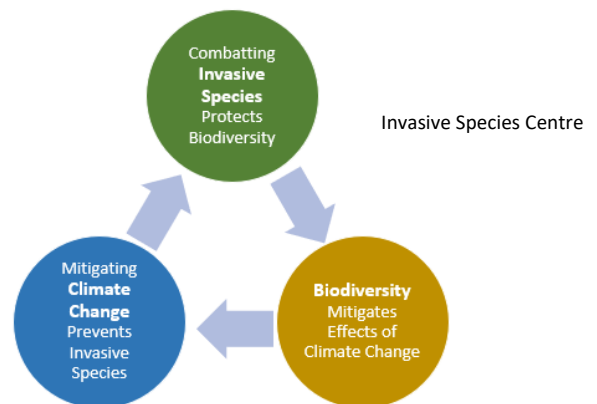 Combatting
Invasive
Species
Protects
Biodiversity
Invasive Species Centre
Biodiversity
Mitigates
Effects of
Climate Change
Mitigating
Climate
Change
Prevents
Invasive
Species